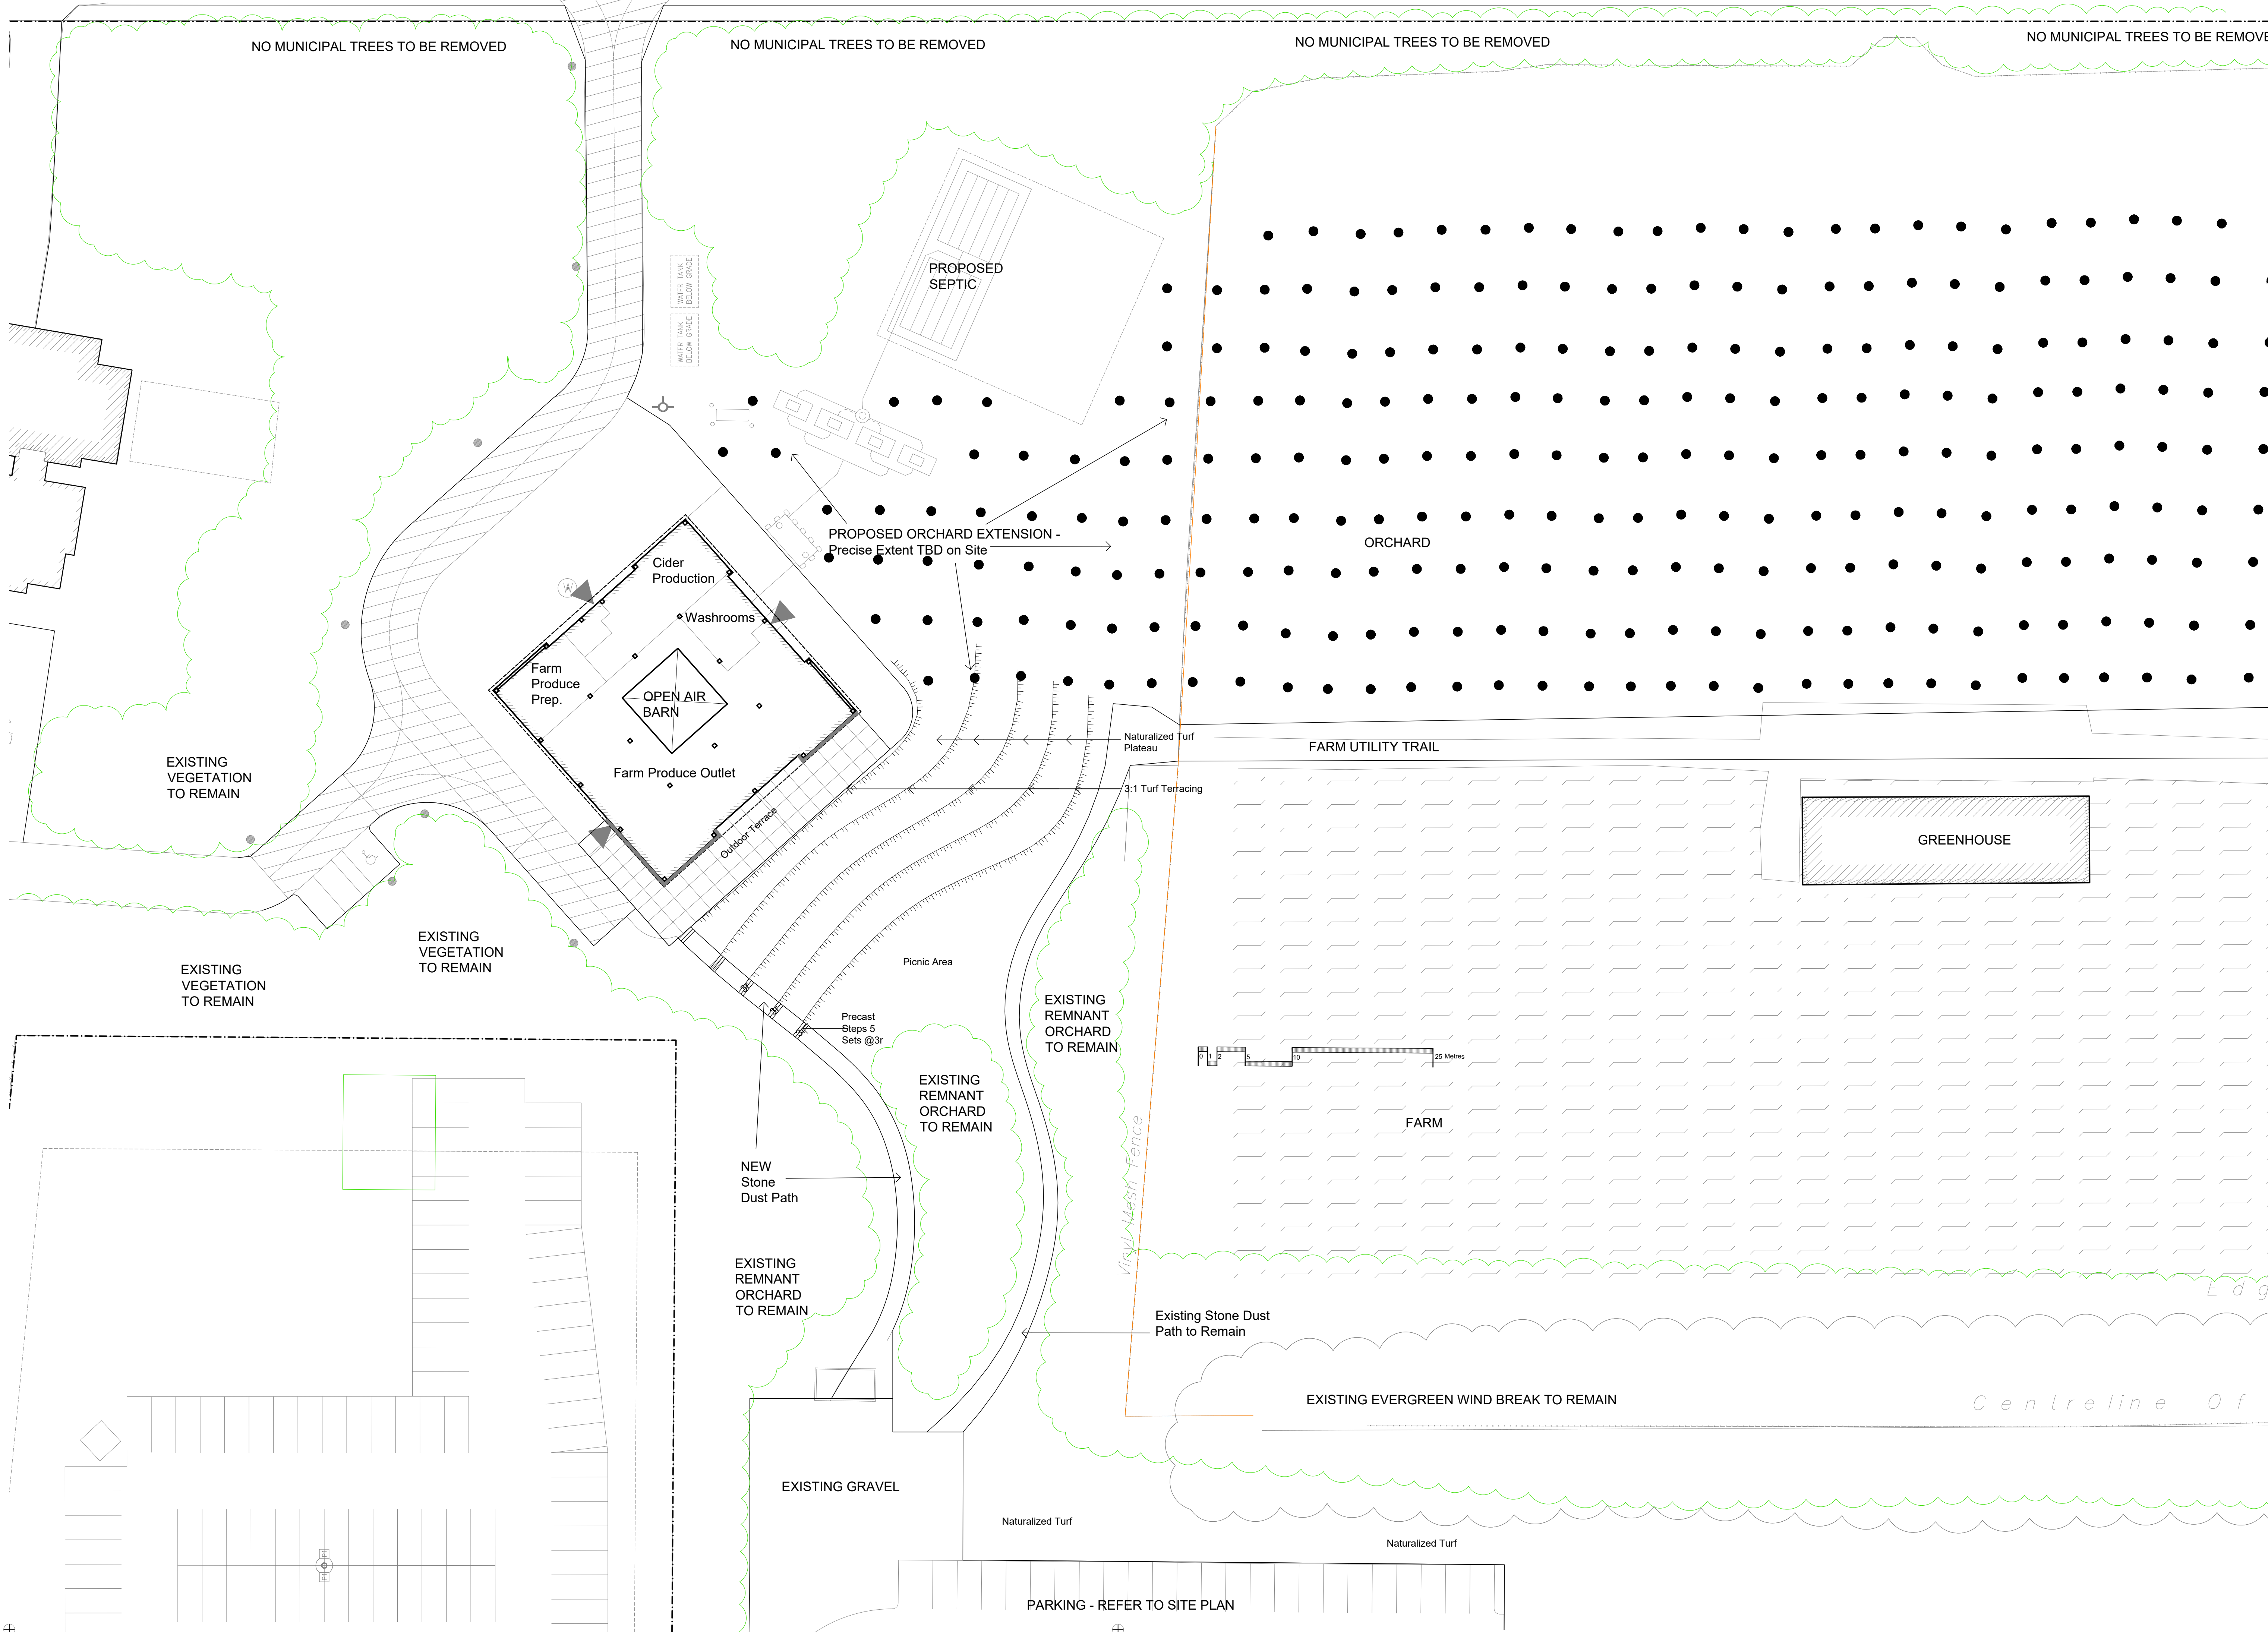 NO MUNICIPAL TREES TO BE REMOVED
NO MUNICIPAL TREES TO BE REMOVED
NO MUNICIPAL TREES TO BE REMOVED
NO MUNICIPAL TREES TO BE REMOVE
WATER TANK
BELOW GRADE
WATER TANK
BELOW GRADE
PROPOSED
SEPTIC
PROPOSED ORCHARD EXTENSION -
Precise Extent TBD on Site
ORCHARD
Cider
Production
Washrooms
Farm
Produce
Prep.
OPEN AIR
BARN
Farm Produce Outlet
Outdoor Terrace
Naturalized Turf
Plateau
3:1 Turf Terracing
FARM UTILITY TRAIL
GREENHOUSE
EXISTING
VEGETATION
TO REMAIN
EXISTING
VEGETATION
TO REMAIN
EXISTING
VEGETATION
TO REMAIN
Picnic Area
Precast
Steps 5
Sets @3r
3r
3r
3r
EXISTING
REMNANT
ORCHARD
TO REMAIN
EXISTING
REMNANT
ORCHARD
TO REMAIN
0 1 2 5 10 25 Metres
FARM
Vinyl Mesh Fence
NEW
Stone
Dust Path
EXISTING
REMNANT
ORCHARD
TO REMAIN
Existing Stone Dust
Path to Remain
Edg
EXISTING EVERGREEN WIND BREAK TO REMAIN
Centreline Of
EXISTING GRAVEL
Naturalized Turf
Naturalized Turf
PARKING - REFER TO SITE PLAN